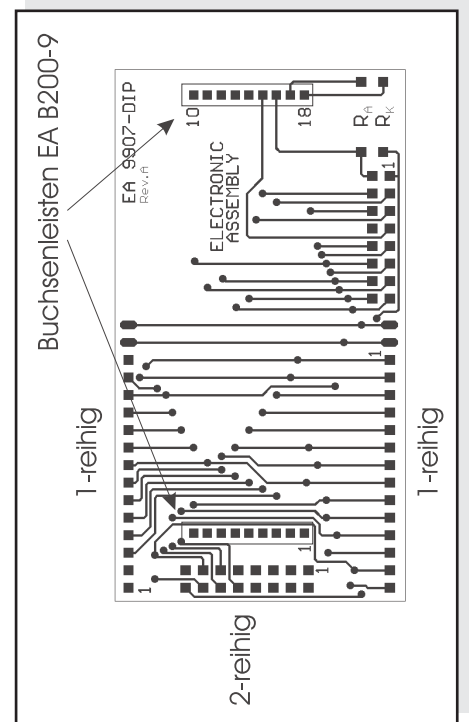 Buchsenleisten EA B200-9
EA 9907-DIP
Rev.A
10
18
ELECTRONIC
ASSEMBLY
RA
RK
1
1
1-reihig
1-reihig
1
1
1
2-reihig